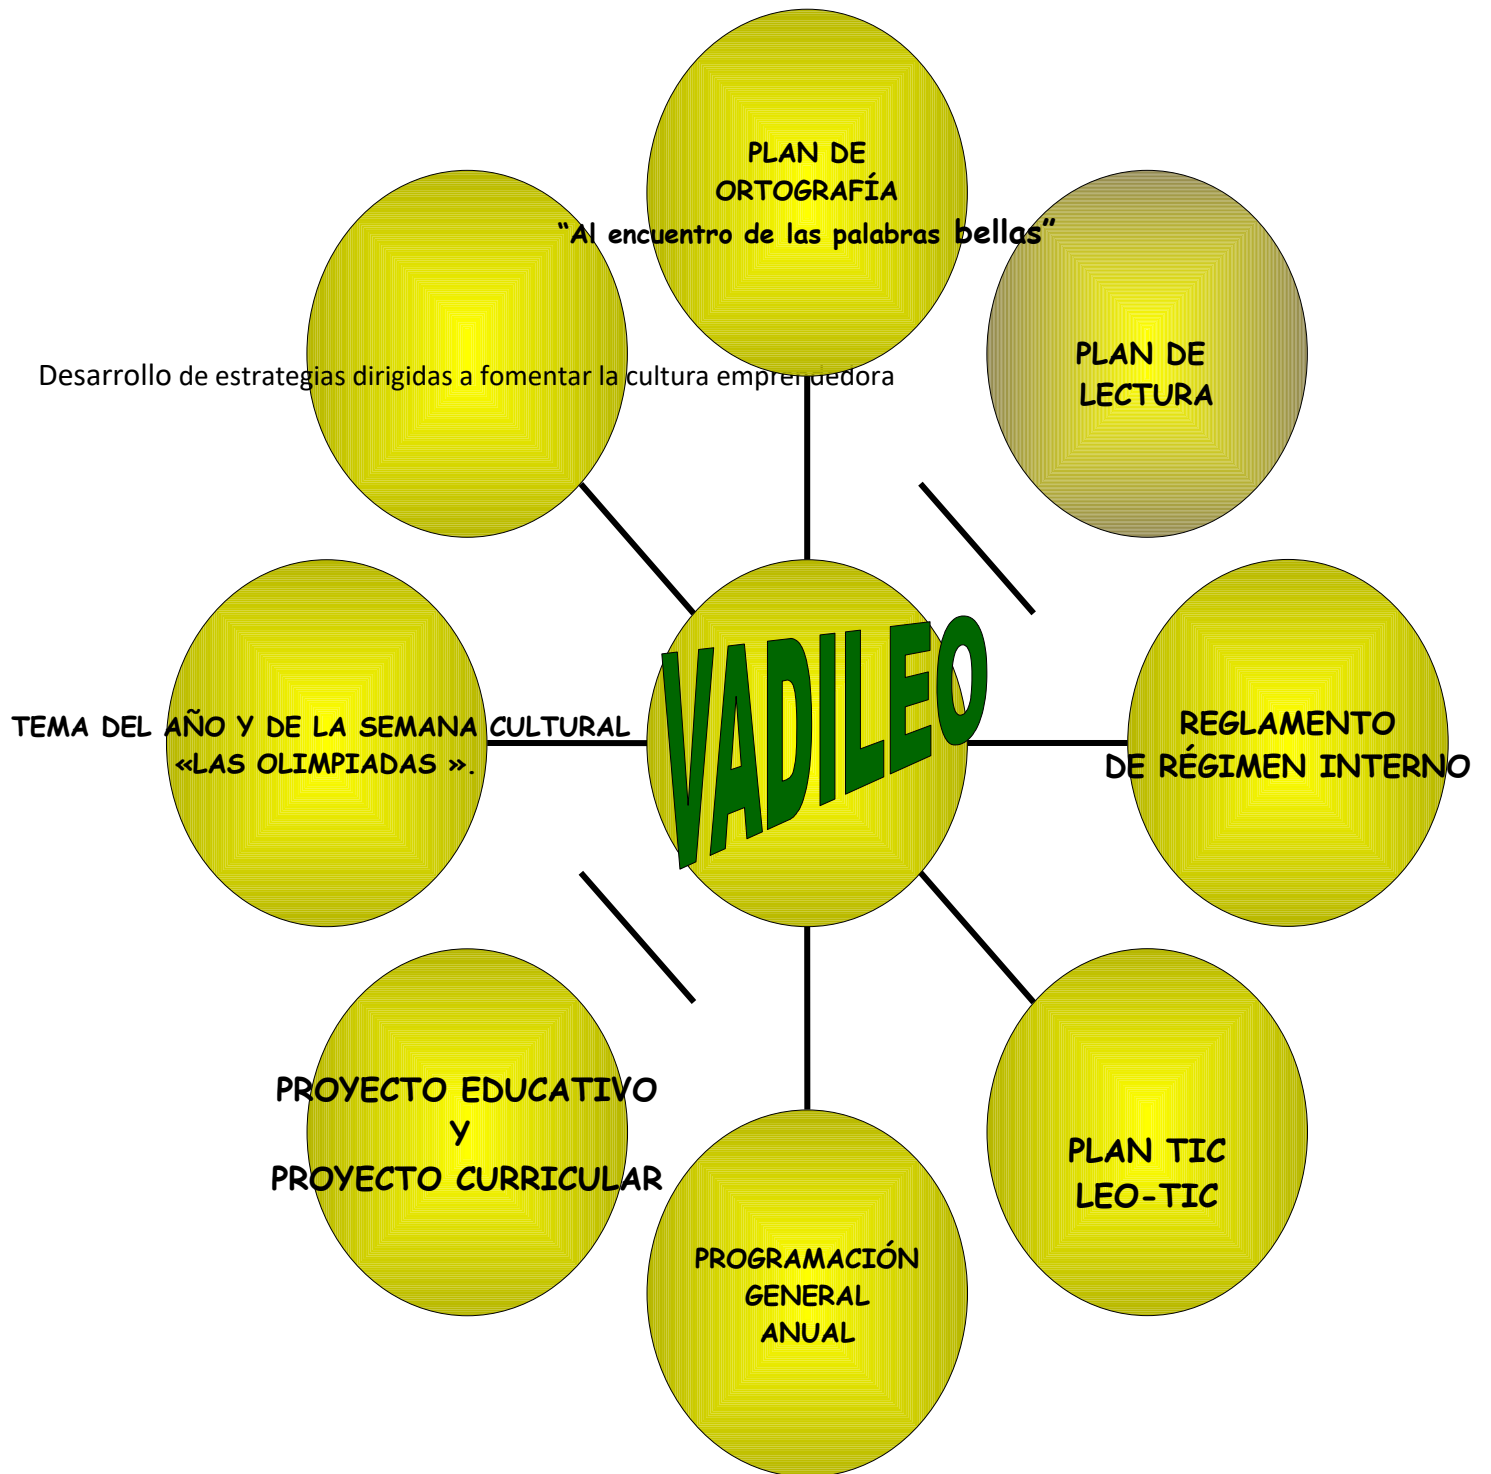 PLAN DE
ORTOGRAFÍA
“Al encuentro de las palabras bellas”
PLAN DE
LECTURA
Desarrollo de estrategias dirigidas a fomentar la cultura emprendedora
VADILEO
TEMA DEL AÑO Y DE LA SEMANA CULTURAL
«LAS OLIMPIADAS ».
REGLAMENTO
DE RÉGIMEN INTERNO
PROYECTO EDUCATIVO
Y
PROYECTO CURRICULAR
PLAN TIC
LEO-TIC
PROGRAMACIÓN
GENERAL
ANUAL